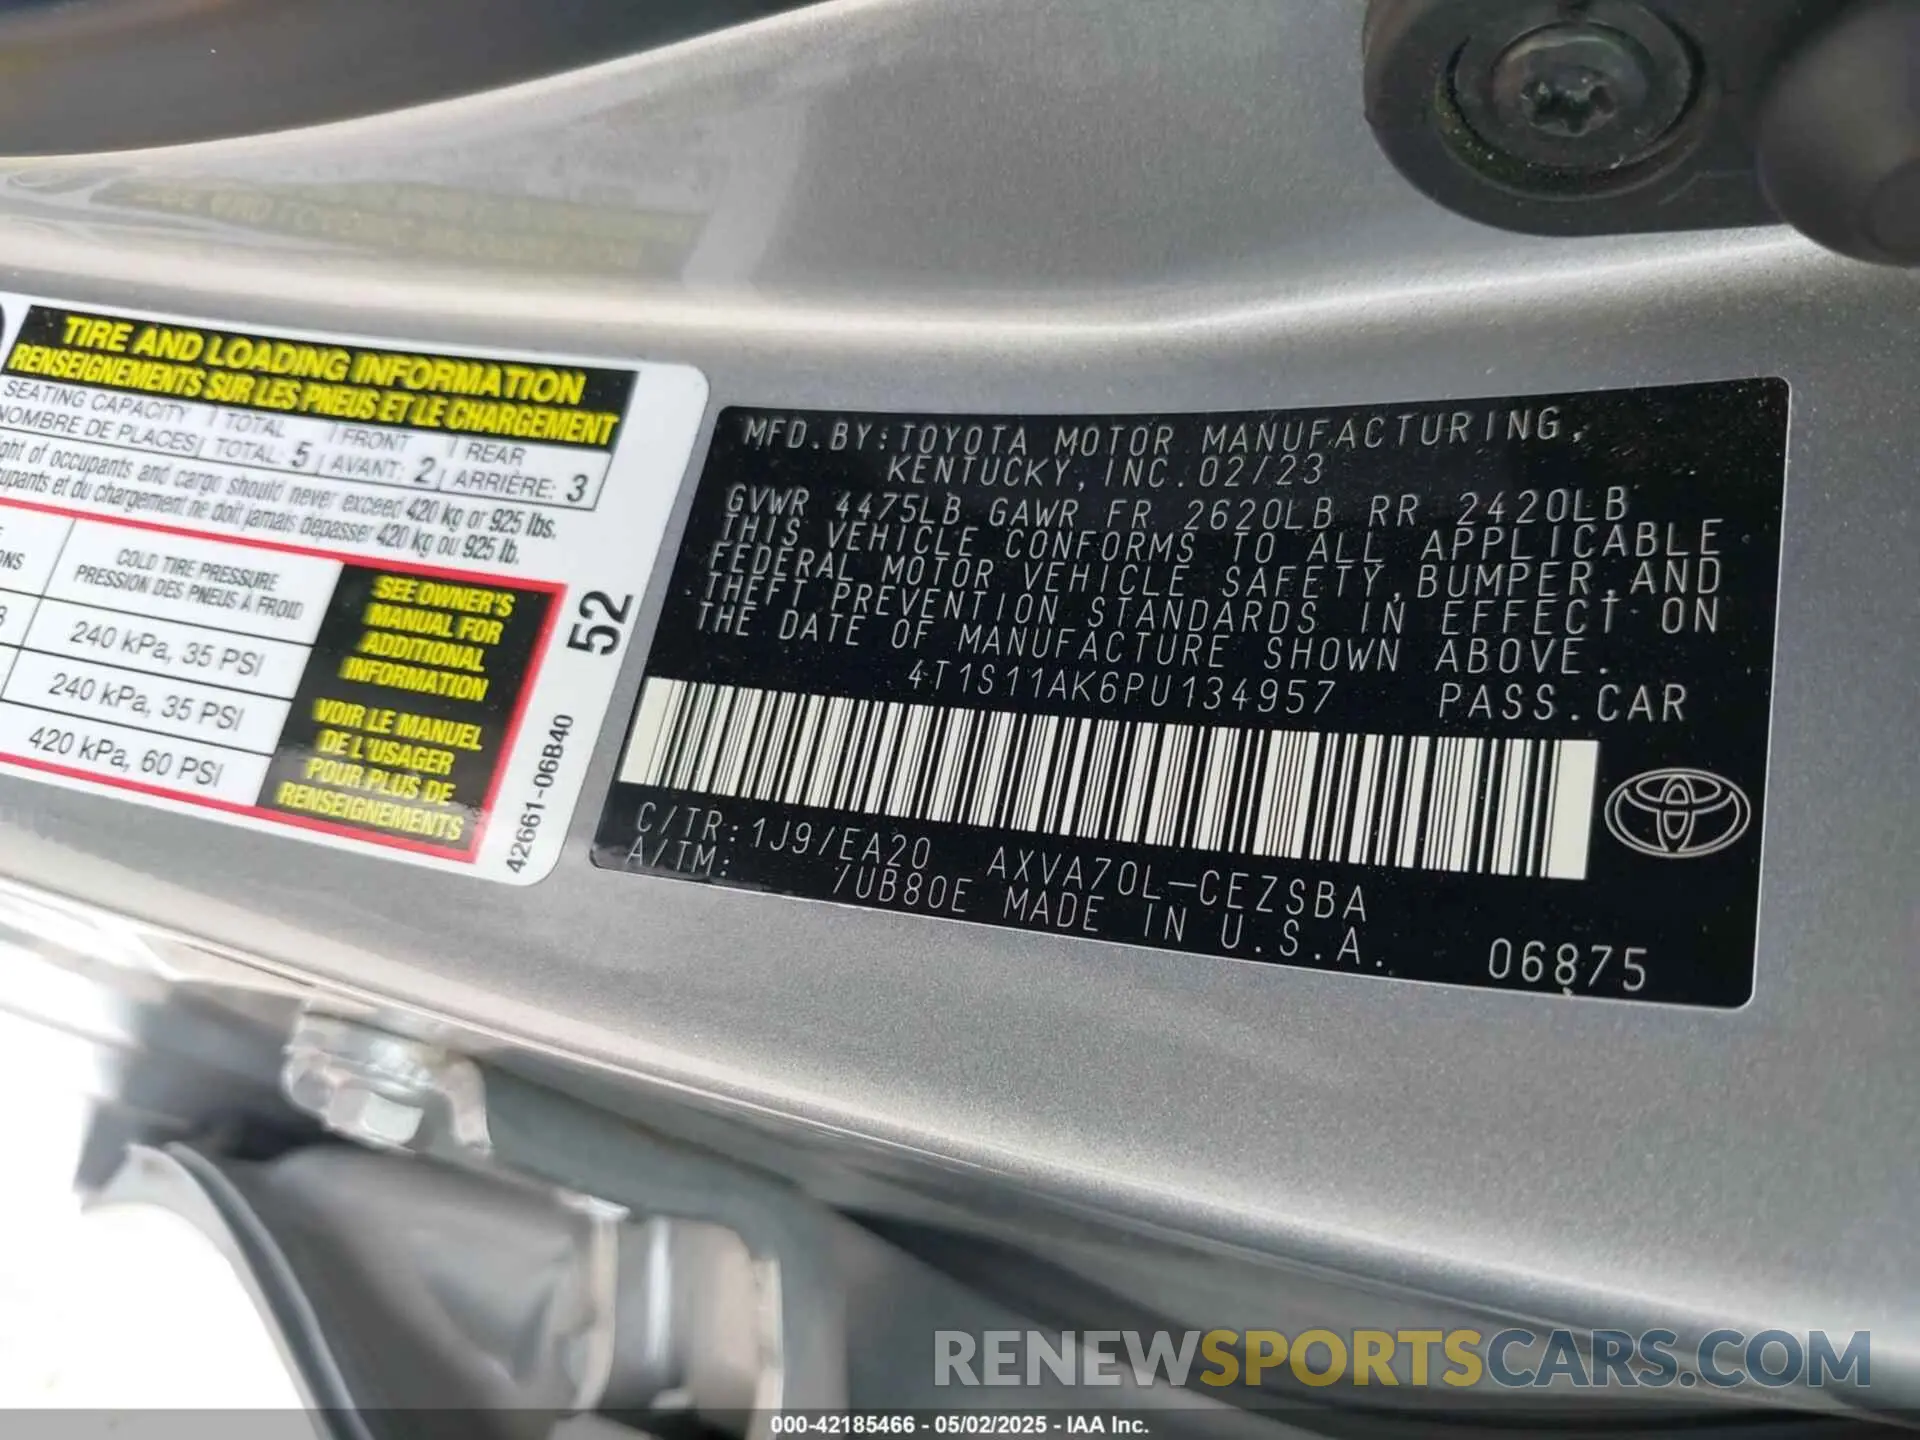 TIRE AND LOADING INFORMATION
RENSEIGNEMENTS SUR LES PNEUS ET LE CHARGEMENT
SEATING CAPACITY | TOTAL | FRONT | REAR
NOMBRE DE PLACES | TOTAL: 5 | AVANT: 2 | ARRIÈRE: 3
of occupants and cargo should never exceed 420 kg or 925 lbs.
et du chargement ne doit jamais dépasser 420 kg ou 925 lb.
COLD TIRE PRESSURE
PRESSION DES PNEUS À FROID
240 kPa, 35 PSI
240 kPa, 35 PSI
420 kPa, 60 PSI
SEE OWNER'S
MANUAL FOR
ADDITIONAL
INFORMATION
VOIR LE MANUEL
DE L'USAGER
POUR PLUS DE
RENSEIGNEMENTS
52
42661-06B40
MFD.BY:TOYOTA MOTOR MANUFACTURING,
KENTUCKY,INC.02/23
GVWR 4475LB GAWR FR 2620LB RR 2420LB
THIS VEHICLE CONFORMS TO ALL APPLICABLE
FEDERAL MOTOR VEHICLE SAFETY,BUMPER,AND
THEFT PREVENTION STANDARDS IN EFFECT ON
THE DATE OF MANUFACTURE SHOWN ABOVE.
4T1S11AK6PU134957 PASS.CAR
C/TR:1J9/EA20 AXVA70L-CEZSBA
A/TM: /UB80E MADE IN U.S.A.
06875
RENEWSPORTSCARS.COM
000-42185466 - 05/02/2025 - IAA Inc.